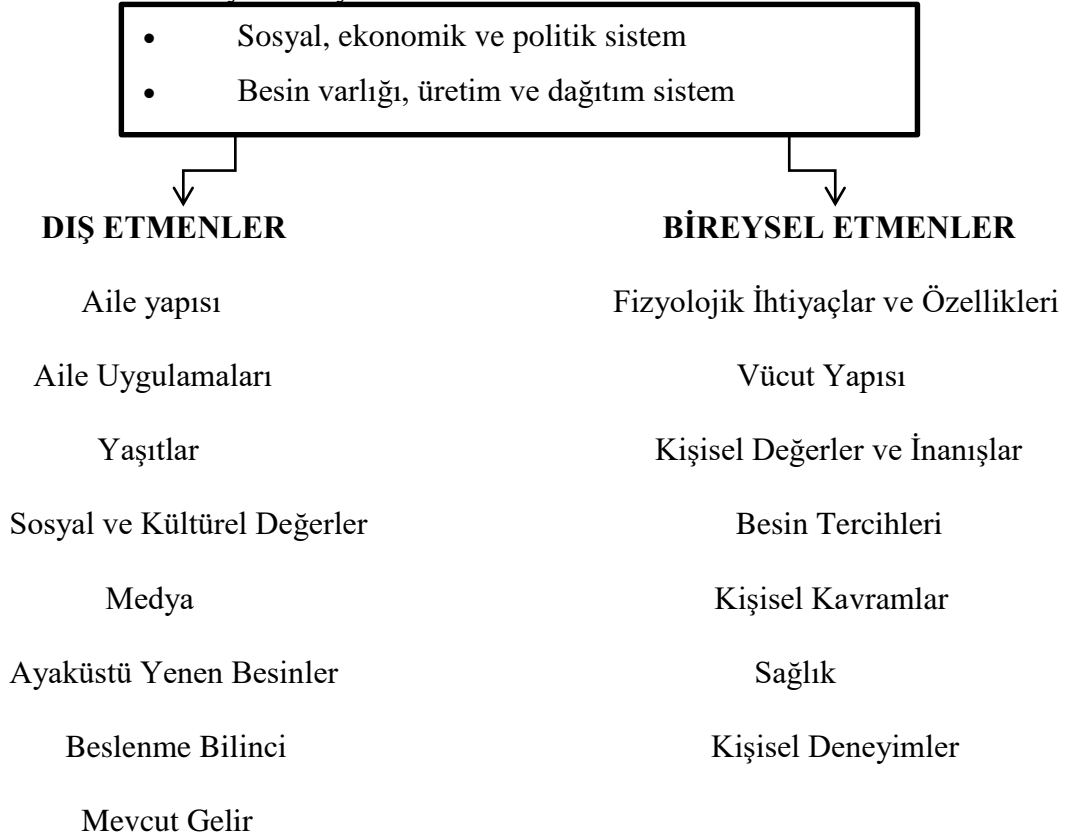 • Sosyal, ekonomik ve politik sistem
• Besin varlığı, üretim ve dağıtım sistem
DIŞ ETMENLER
Aile yapısı
Aile Uygulamaları
Yaşıtlar
Sosyal ve Kültürel Değerler
Medya
Ayaküstü Yenen Besinler
Beslenme Bilinci
Mevcut Gelir
BİREYSEL ETMENLER
Fizyolojik İhtiyaçlar ve Özellikleri
Vücut Yapısı
Kişisel Değerler ve İnanışlar
Besin Tercihleri
Kişisel Kavramlar
Sağlık
Kişisel Deneyimler